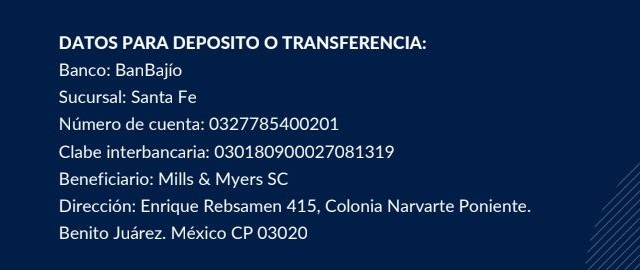 DATOS PARA DEPOSITO O TRANSFERENCIA:
Banco: BanBajío
Sucursal: Santa Fe
Número de cuenta: 0327785400201
Clabe interbancaria: 030180900027081319
Beneficiario: Mills & Myers SC
Dirección: Enrique Rebsamen 415, Colonia Narvarte Poniente.
Benito Juárez. México CP 03020